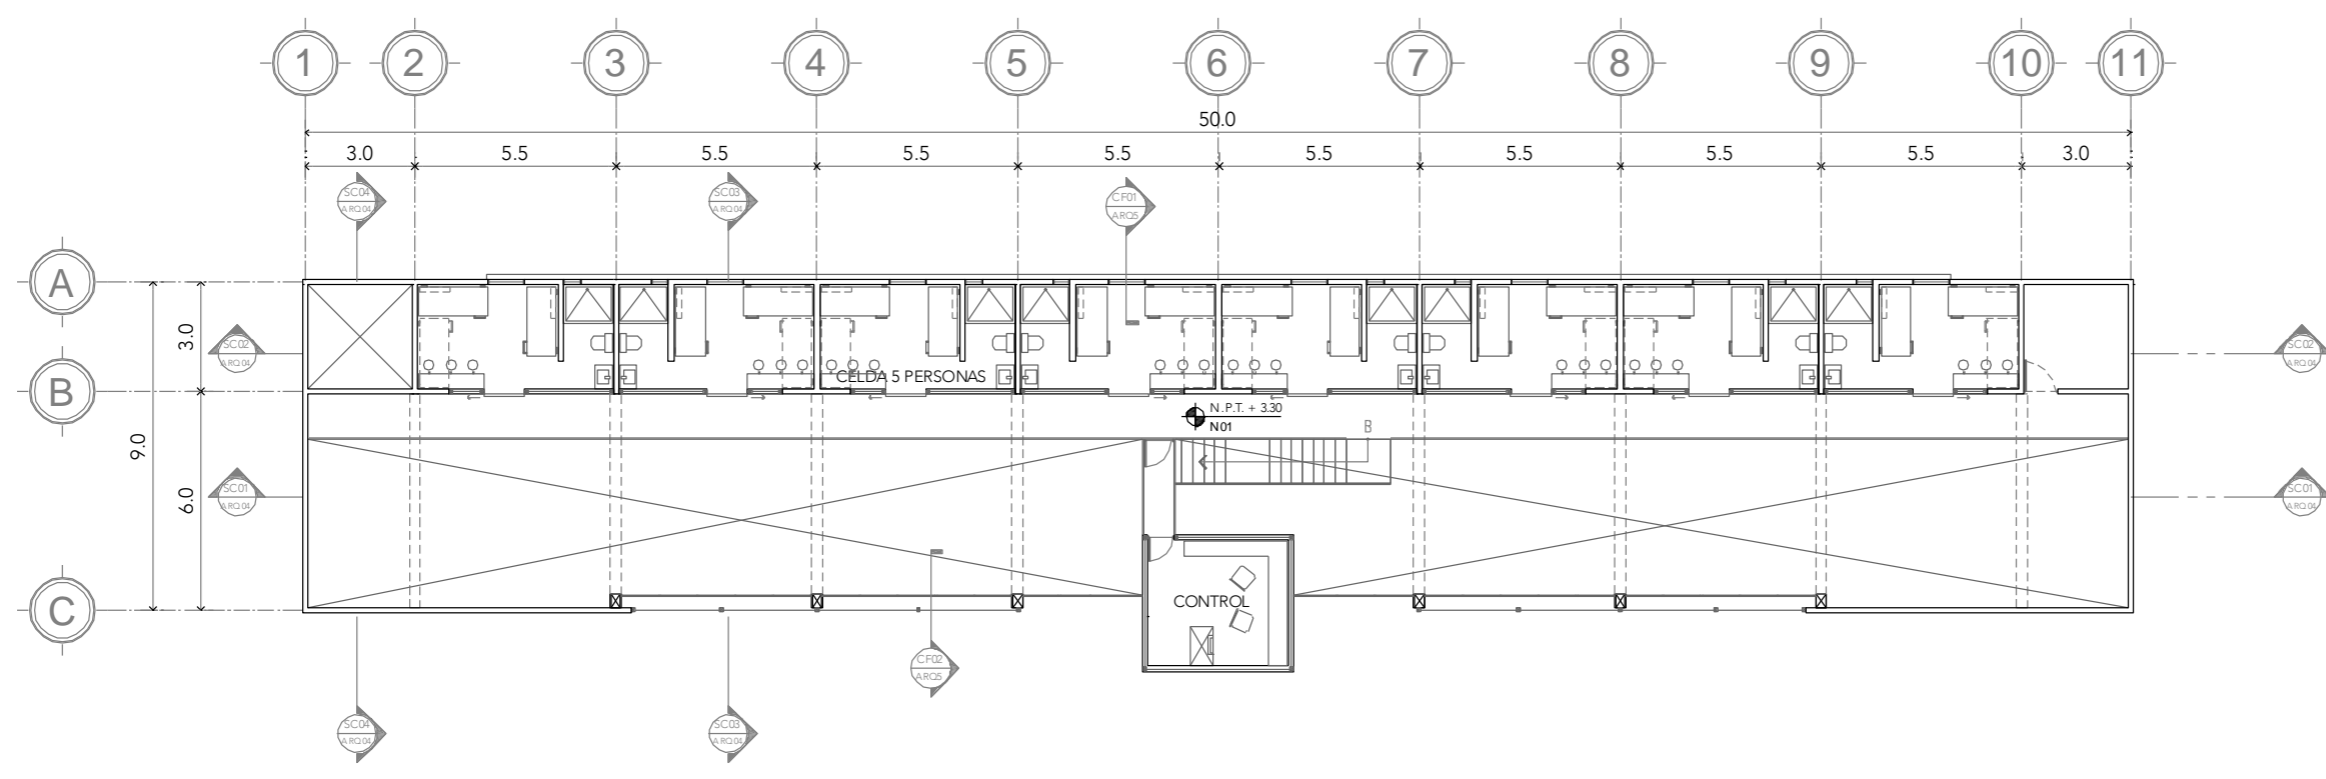 1 2 3 4 5 6 7 8 9 10 11
50.0
3.0 5.5 5.5 5.5 5.5 5.5 5.5 5.5 5.5 3.0
SC04 SC03 CF01
ARQ04 ARQ04 ARQ5
A
3.0
SC02 SC02
ARQ04 ARQ04
CELDA 5 PERSONAS
B
N.P.T. + 3.30
N01
B
9.0
6.0
SC01 SC01
ARQ04 ARQ04
C
CONTROL
CF02
ARQ5
SC04 SC03
ARQ04 ARQ04